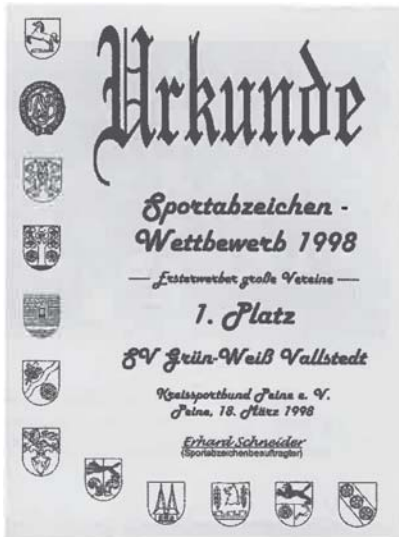 Urkunde
Sportabzeichen -
Wettbewerb 1998
Ersterwerber große Vereine
1. Platz
SV Grün-Weiß Vallstedt
Kreissportbund Peine e. V.
Peine, 18. März 1998
Erhard Schneider
(Sportabzeichenbeauftragter)